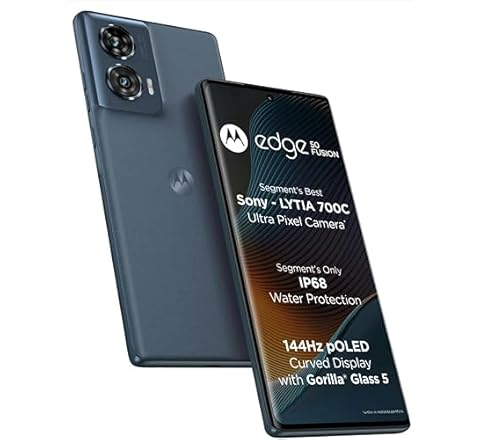 edge 50 FUSION
Segment's Best
Sony - LYTIA 700C
Ultra Pixel Camera*
Segment's Only
IP68
Water Protection
144Hz pOLED
Curved Display
with Gorilla® Glass 5